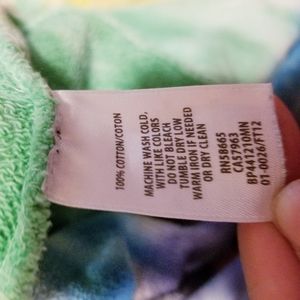 100% COTTON/COTON
MACHINE WASH COLD,
WITH LIKE COLORS
DO NOT BLEACH
TUMBLE DRY LOW
WARM IRON IF NEEDED
OR DRY CLEAN
RN58665
CA57963
BP441210MN
01-0026/FT12